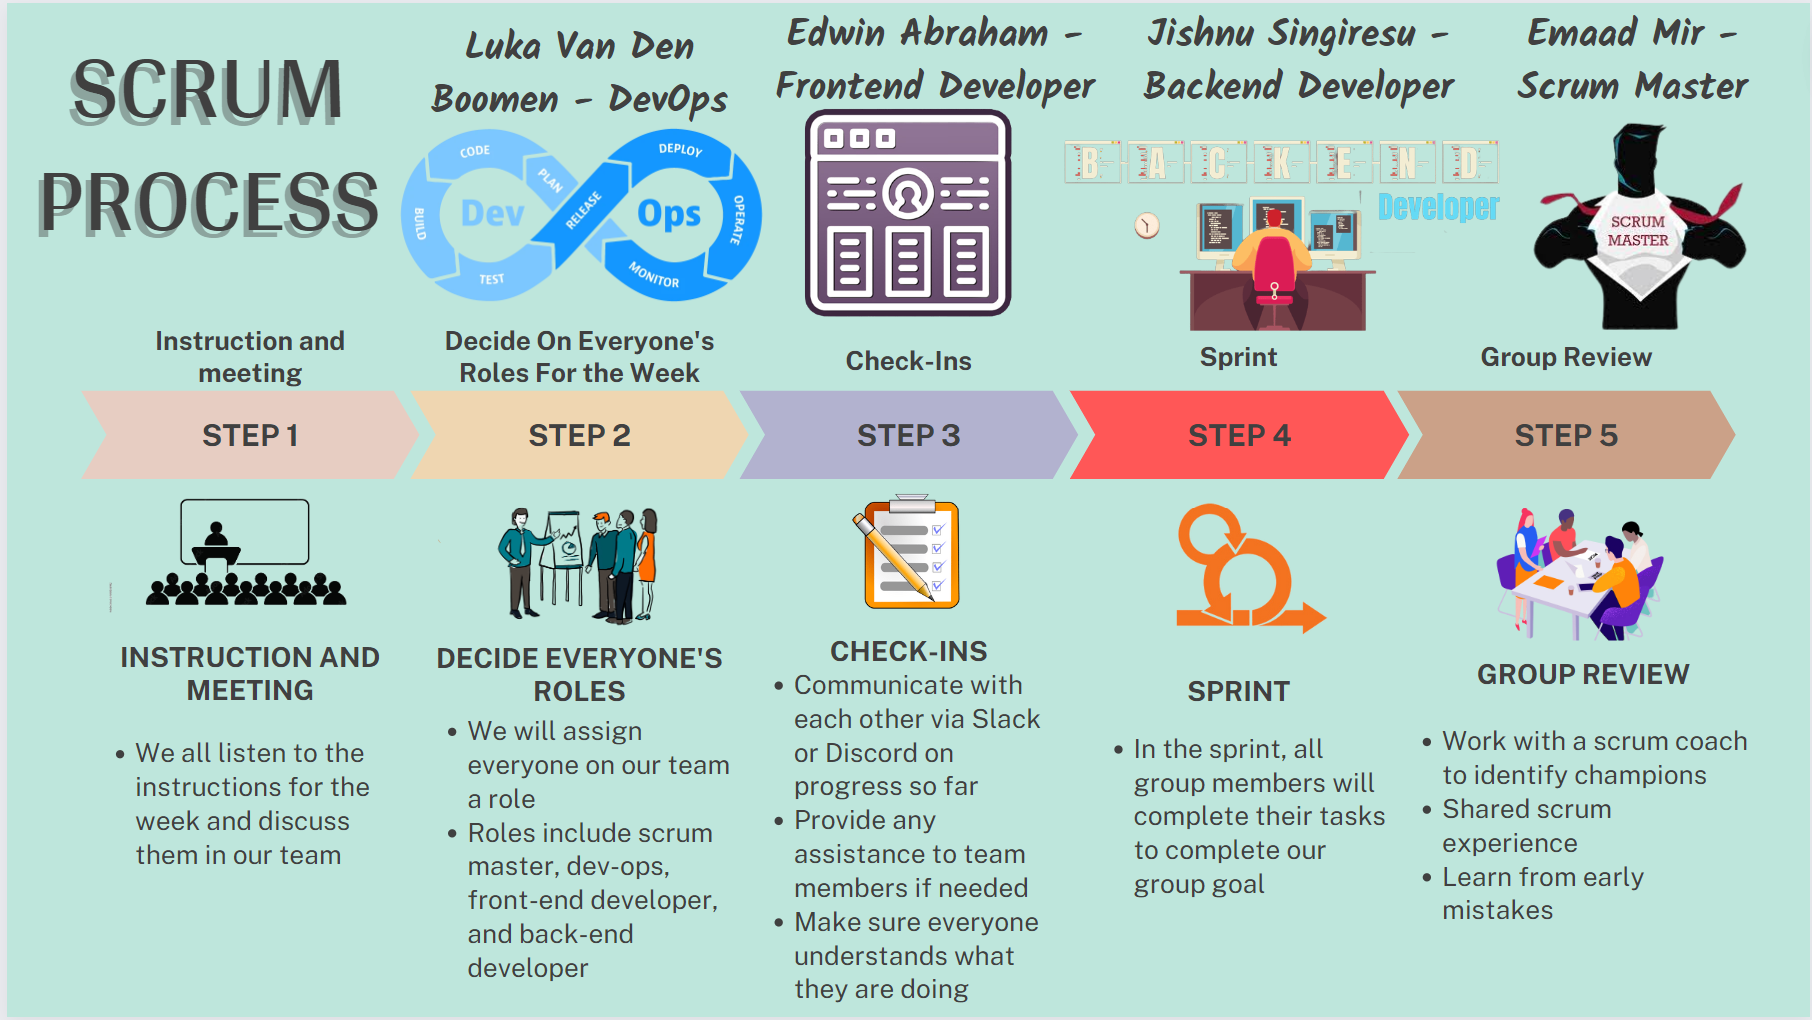 SCRUM
PROCESS
Luka Van Den
Boomen - DevOps
Edwin Abraham -
Frontend Developer
Jishnu Singiresu -
Backend Developer
Emaad Mir -
Scrum Master
CODE
PLAN
BUILD
TEST
Dev
RELEASE
DEPLOY
OPERATE
MONITOR
Ops
BACKEND
Developer
SCRUM
MASTER
Instruction and
meeting
Decide On Everyone's
Roles For the Week
Check-Ins
Sprint
Group Review
STEP 1
STEP 2
STEP 3
STEP 4
STEP 5
INSTRUCTION AND
MEETING
• We all listen to the
instructions for the
week and discuss
them in our team
DECIDE EVERYONE'S
ROLES
• We will assign
everyone on our team
a role
• Roles include scrum
master, dev-ops,
front-end developer,
and back-end
developer
CHECK-INS
• Communicate with
each other via Slack
or Discord on
progress so far
• Provide any
assistance to team
members if needed
• Make sure everyone
understands what
they are doing
SPRINT
• In the sprint, all
group members will
complete their tasks
to complete our
group goal
GROUP REVIEW
• Work with a scrum coach
to identify champions
• Shared scrum
experience
• Learn from early
mistakes